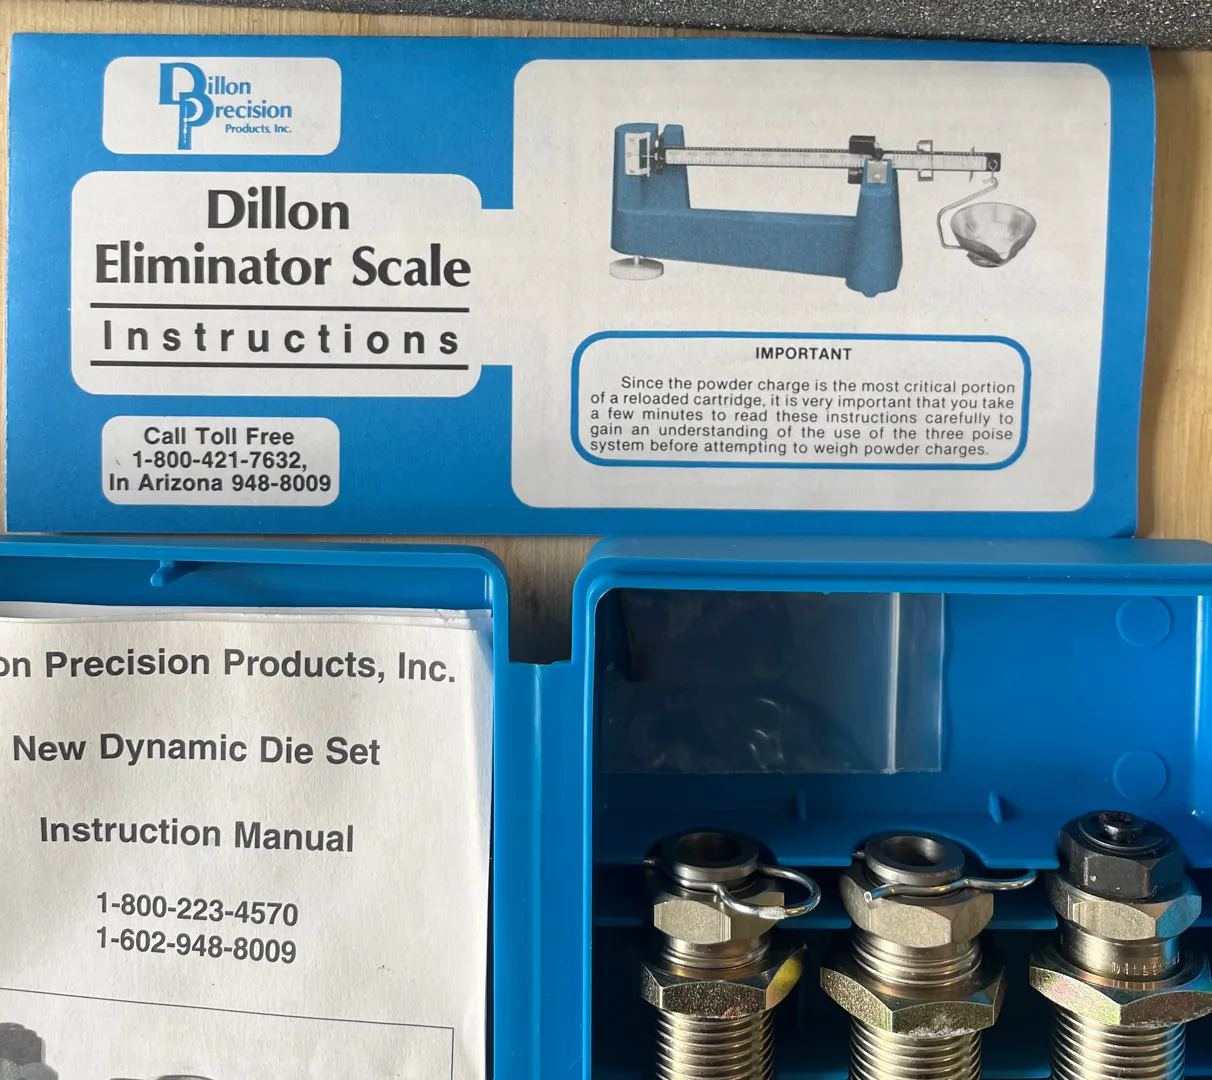 Dillon
Precision
Products, Inc.
Dillon
Eliminator Scale
Instructions
Call Toll Free
1-800-421-7632,
In Arizona 948-8009
IMPORTANT
Since the powder charge is the most critical portion
of a reloaded cartridge, it is very important that you take
a few minutes to read these instructions carefully to
gain an understanding of the use of the three poise
system before attempting to weigh powder charges.
on Precision Products, Inc.
New Dynamic Die Set
Instruction Manual
1-800-223-4570
1-602-948-8009